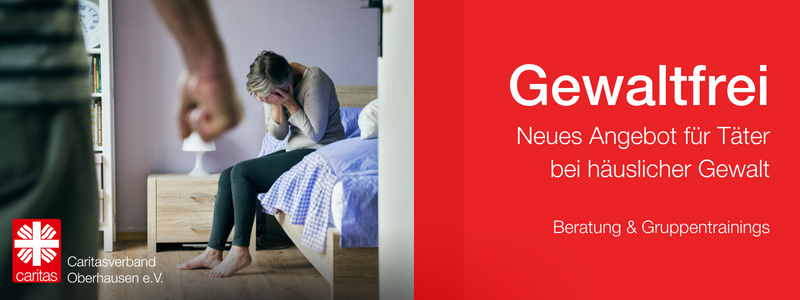 Gewaltfrei
Neues Angebot für Täter
bei häuslicher Gewalt
Beratung & Gruppentrainings
caritas
Caritasverband
Oberhausen e.V.